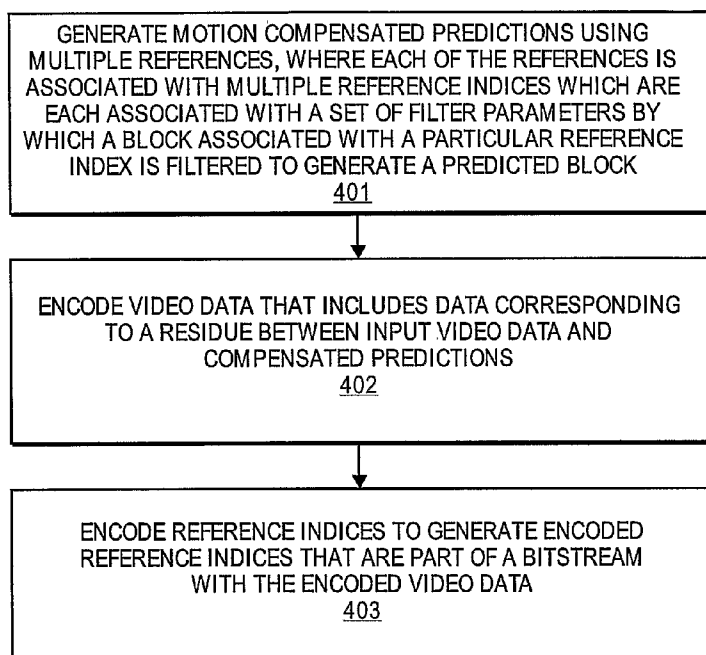 GENERATE MOTION COMPENSATED PREDICTIONS USING
MULTIPLE REFERENCES, WHERE EACH OF THE REFERENCES IS
ASSOCIATED WITH MULTIPLE REFERENCE INDICES WHICH ARE
EACH ASSOCIATED WITH A SET OF FILTER PARAMETERS BY
WHICH A BLOCK ASSOCIATED WITH A PARTICULAR REFERENCE
INDEX IS FILTERED TO GENERATE A PREDICTED BLOCK
401
ENCODE VIDEO DATA THAT INCLUDES DATA CORRESPONDING
TO A RESIDUE BETWEEN INPUT VIDEO DATA AND
COMPENSATED PREDICTIONS
402
ENCODE REFERENCE INDICES TO GENERATE ENCODED
REFERENCE INDICES THAT ARE PART OF A BITSTREAM
WITH THE ENCODED VIDEO DATA
403